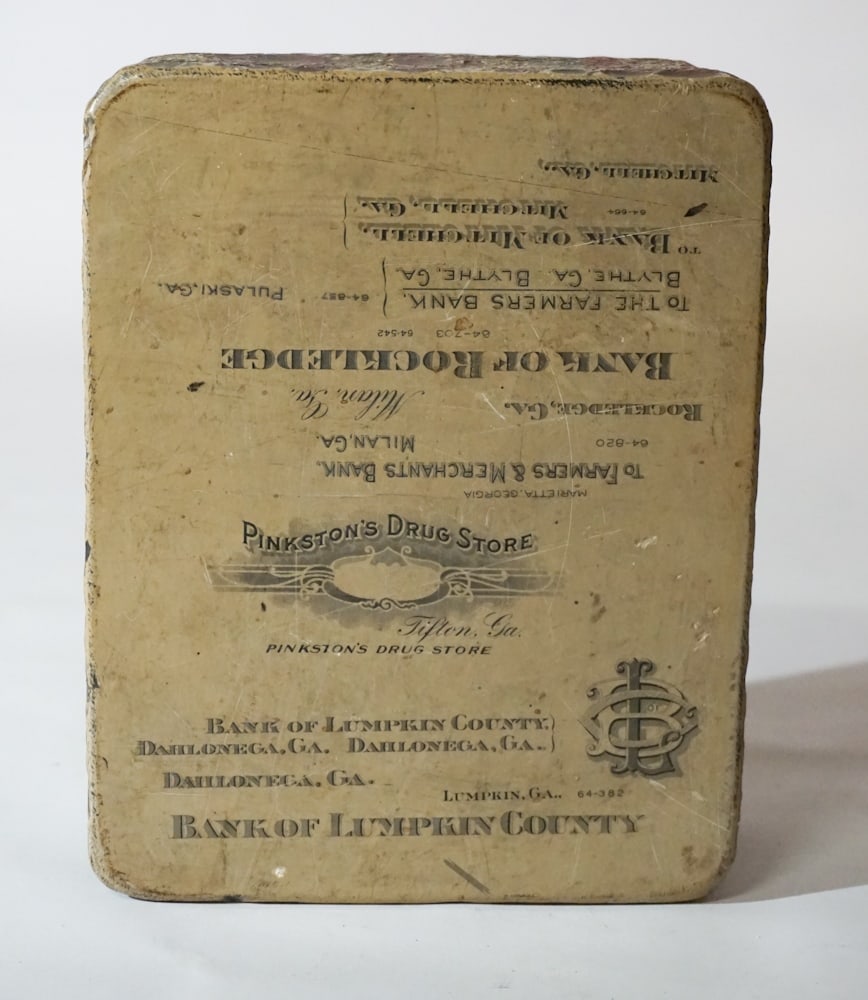 PINKSTON'S DRUG STORE
Tifton, Ga.
PINKSTON'S DRUG STORE
BANK OF LUMPKIN COUNTY,
DAHLONEGA, GA. DAHLONEGA, GA.
DAHLONEGA, GA.
LUMPKIN, GA., 64-382
BANK OF LUMPKIN COUNTY
MARIETTA, GEORGIA
TO FARMERS & MERCHANTS BANK,
64-820 MILAN, GA.
ROCKLEDGE, GA. Milan, Ga.
BANK OF ROCKLEDGE
64-703 64-542
TO THE FARMERS BANK, 64-857 PULASKI, GA.
BLYTHE, GA. BLYTHE, GA.
TO BANK OF MITCHELL,
64-664 MITCHELL, GA.
MITCHELL, GA.,